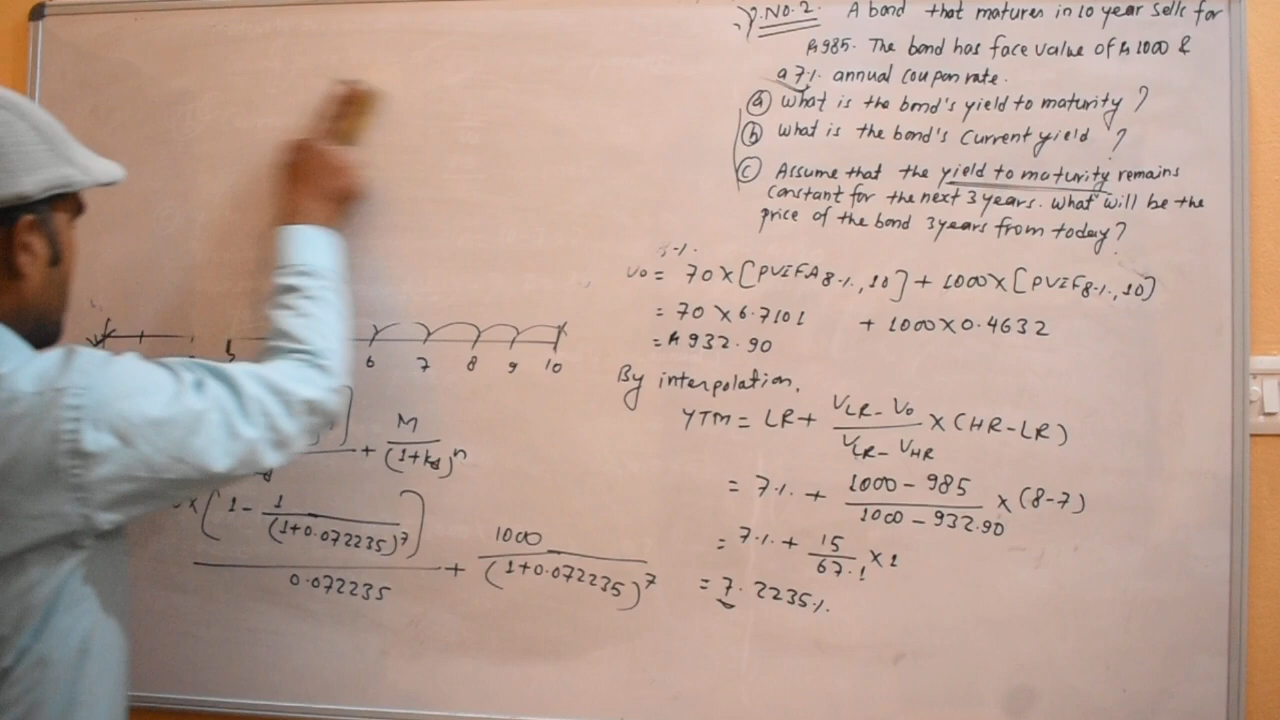 P.NO.2. A bond that matures in 10 year sells for
Rs 985. The bond has face value of Rs 1000 &
a 7% annual coupon rate.
(a) What is the bond's yield to maturity?
(b) What is the bond's current yield?
(c) Assume that the yield to maturity remains
constant for the next 3 years. What will be the
price of the bond 3 years from today?
V0 = 70 × [PVIFA 8%, 10] + 1000 × [PVIF 8%, 10]
= 70 × 6.7101 + 1000 × 0.4632
= Rs 932.90
By interpolation,
YTM = LR + (VLR - V0) / (VLR - VHR) × (HR - LR)
= 7% + (1000 - 985) / (1000 - 932.90) × (8-7)
= 7% + 15 / 67.1 × 1
= 7.2235%
6 7 8 9 10
+ M / (1+kd)^n
× (1 - 1 / (1+0.072235)^7) / 0.072235 + 1000 / (1+0.072235)^7